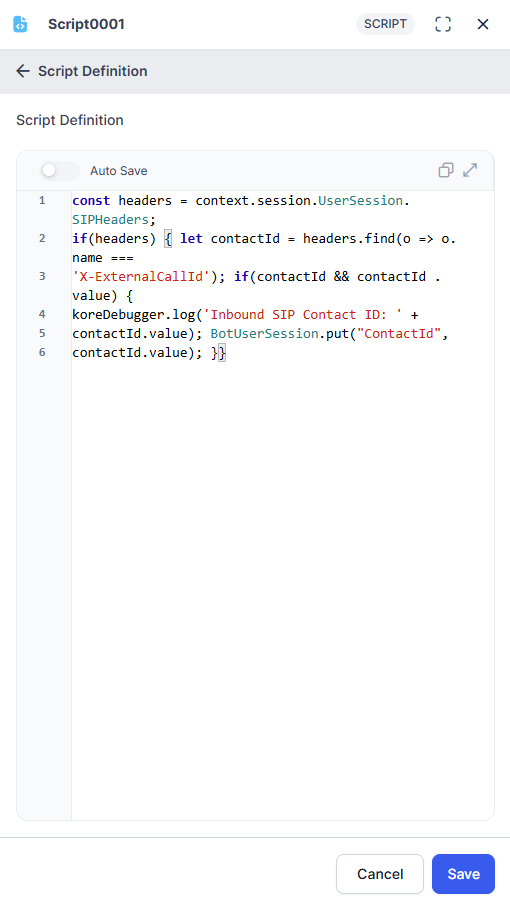 Script0001
SCRIPT
Script Definition
Script Definition
Auto Save
1 const headers = context.session.UserSession.
SIPHeaders;
2 if(headers) { let contactId = headers.find(o => o.
name ===
3 'X-ExternalCallId'); if(contactId && contactId .
value) {
4 koreDebugger.log('Inbound SIP Contact ID: ' +
5 contactId.value); BotUserSession.put("ContactId",
6 contactId.value); }}
Cancel
Save